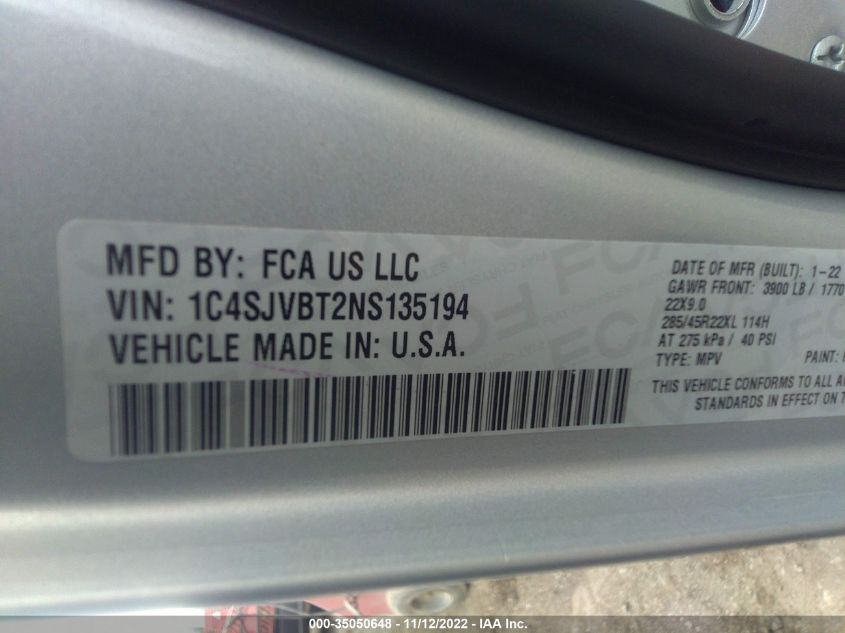 MFD BY: FCA US LLC
VIN: 1C4SJVBT2NS135194
VEHICLE MADE IN: U.S.A.
DATE OF MFR (BUILT): 1-22
GAWR FRONT: 3900 LB / 1770
22X9.0
285/45R22XL 114H
AT 275 kPa / 40 PSI
TYPE: MPV PAINT:
THIS VEHICLE CONFORMS TO ALL
STANDARDS IN EFFECT ON
000-35050648 - 11/12/2022 - IAA Inc.